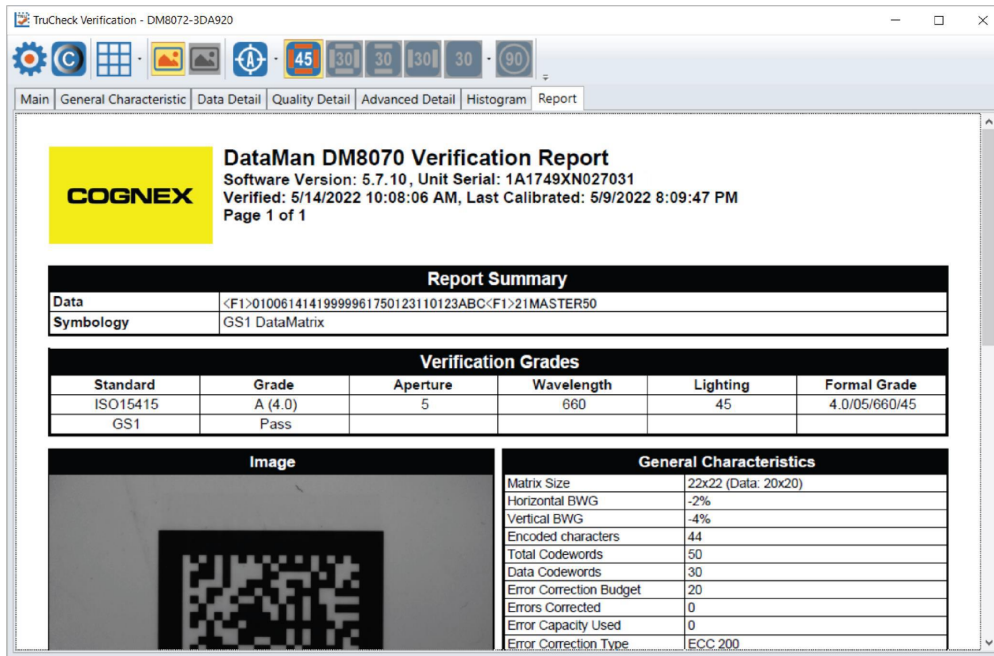 TruCheck Verification - DM8072-3DA920
45 30 30 30 30 90
Main General Characteristic Data Detail Quality Detail Advanced Detail Histogram Report
COGNEX
DataMan DM8070 Verification Report
Software Version: 5.7.10, Unit Serial: 1A1749XN027031
Verified: 5/14/2022 10:08:06 AM, Last Calibrated: 5/9/2022 8:09:47 PM
Page 1 of 1
Report Summary
Data <F1>01006141419999961750123110123ABC<F1>21MASTER50
Symbology GS1 DataMatrix
Verification Grades
Standard Grade Aperture Wavelength Lighting Formal Grade
ISO15415 A (4.0) 5 660 45 4.0/05/660/45
GS1 Pass
Image
General Characteristics
Matrix Size 22x22 (Data: 20x20)
Horizontal BWG -2%
Vertical BWG -4%
Encoded characters 44
Total Codewords 50
Data Codewords 30
Error Correction Budget 20
Errors Corrected 0
Error Capacity Used 0
Error Correction Type ECC 200